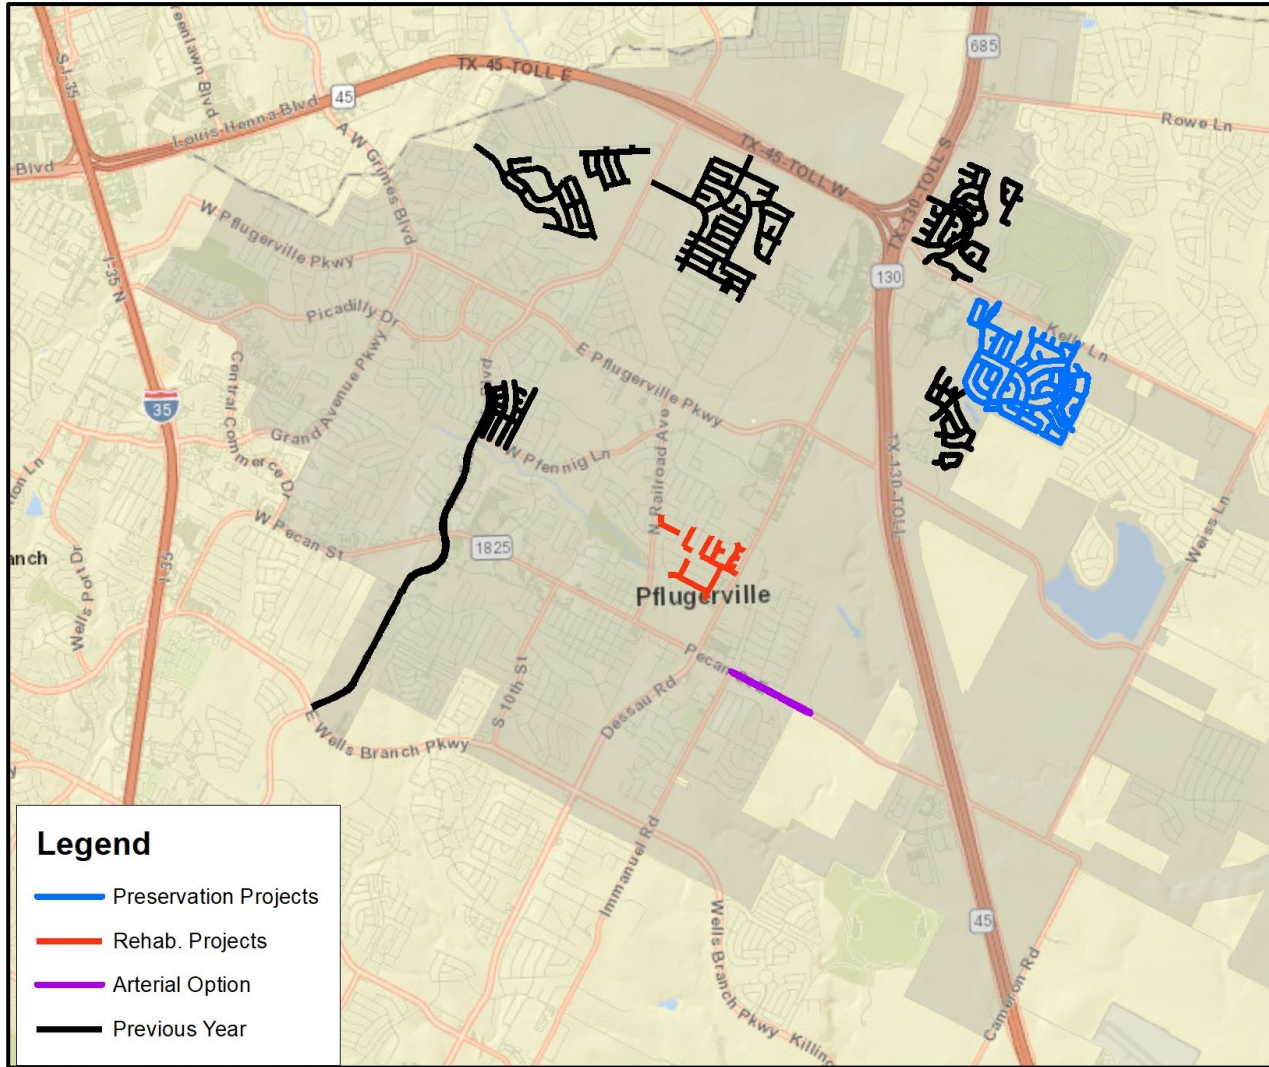 S-I-35
Greenlawn Blvd
685
TX-45-TOLL E
45
Louis Henna Blvd
Rowe Ln
Blvd
A W Grimes Blvd
TX-45-TOLL W
TX-130-TOLL S
W Pflugerville Pkwy
I-35 N
130
Picadilly Dr
Kelly Ln
E Pflugerville Pkwy
Grand Avenue Pkwy
Central Commerce Dr
35
N Railroad Ave
W Pfennig Ln
TX-130-TOLL
W Pecan St
1825
Weiss Ln
I-35
Wells Port Dr
Pflugerville
Pecan St
S 10th St
Dessau Rd
E Wells Branch Pkwy
Immanuel Rd
45
Wells Branch Pkwy
Cameron Rd
Legend
Preservation Projects
Rehab. Projects
Arterial Option
Previous Year